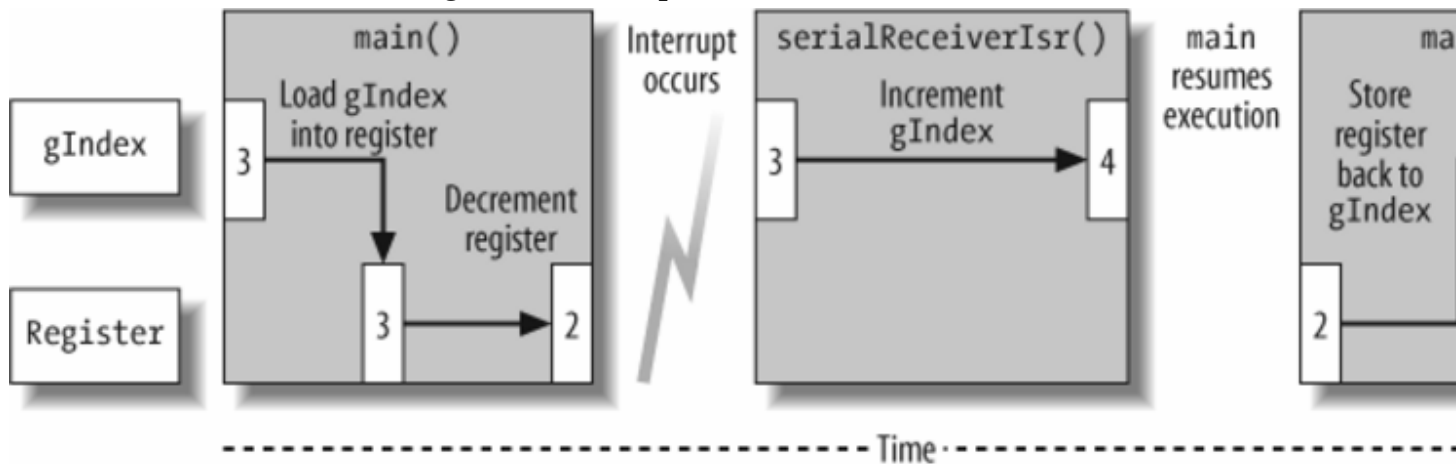 main()
Interrupt
occurs
serialReceiverIsr()
main
resumes
execution
ma
gIndex
Load gIndex
into register
3
Decrement
register
3
Increment
gIndex
4
Store
register
back to
gIndex
Register
3
2
2
Time